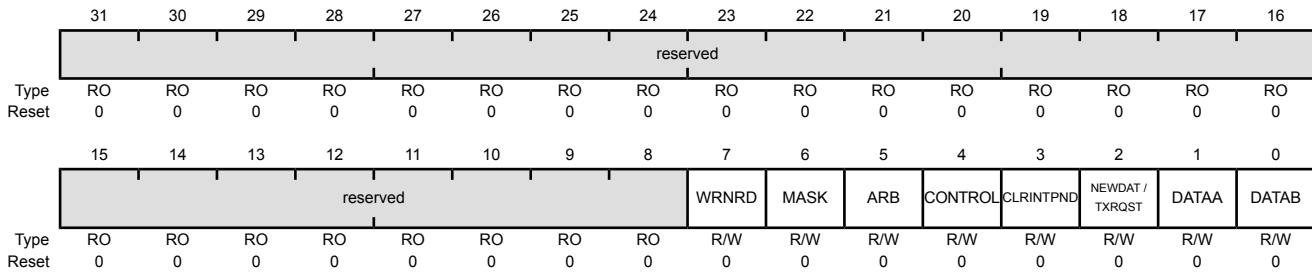 31 30 29 28 27 26 25 24 23 22 21 20 19 18 17 16
reserved
Type RO RO RO RO RO RO RO RO RO RO RO RO RO RO RO RO
Reset 0 0 0 0 0 0 0 0 0 0 0 0 0 0 0 0
15 14 13 12 11 10 9 8 7 6 5 4 3 2 1 0
reserved WRNRD MASK ARB CONTROL CLRINTPND NEWDAT / DATAA DATAB
TXRQST
Type RO RO RO RO RO RO RO RO R/W R/W R/W R/W R/W R/W R/W R/W
Reset 0 0 0 0 0 0 0 0 0 0 0 0 0 0 0 0